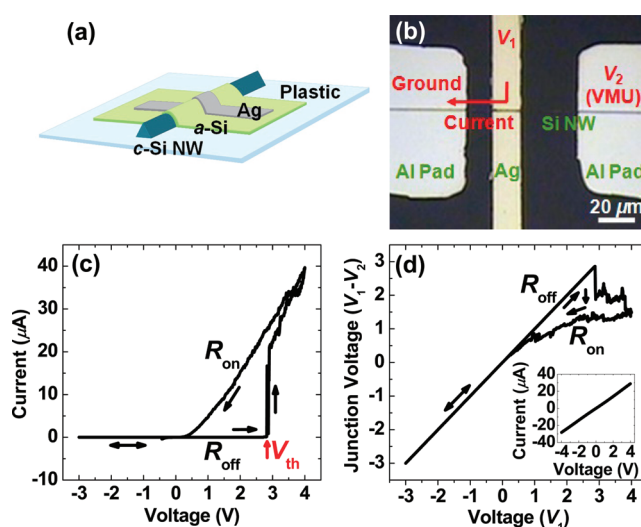 (a)
Plastic
Ag
a-Si
c-Si NW
(b)
V1
Ground
V2
(VMU)
Current
Si NW
Al Pad
Ag
Al Pad
20 μm
(c)
40
30
20
10
0
-10
Current (μA)
Ron
Roff
Vth
-3 -2 -1 0 1 2 3 4
Voltage (V)
(d)
3
2
1
0
-1
-2
-3
Junction Voltage (V1-V2)
Roff
Ron
Current (μA)
40
20
0
-20
-40
-4 -2 0 2 4
Voltage (V)
-3 -2 -1 0 1 2 3 4
Voltage (V1)